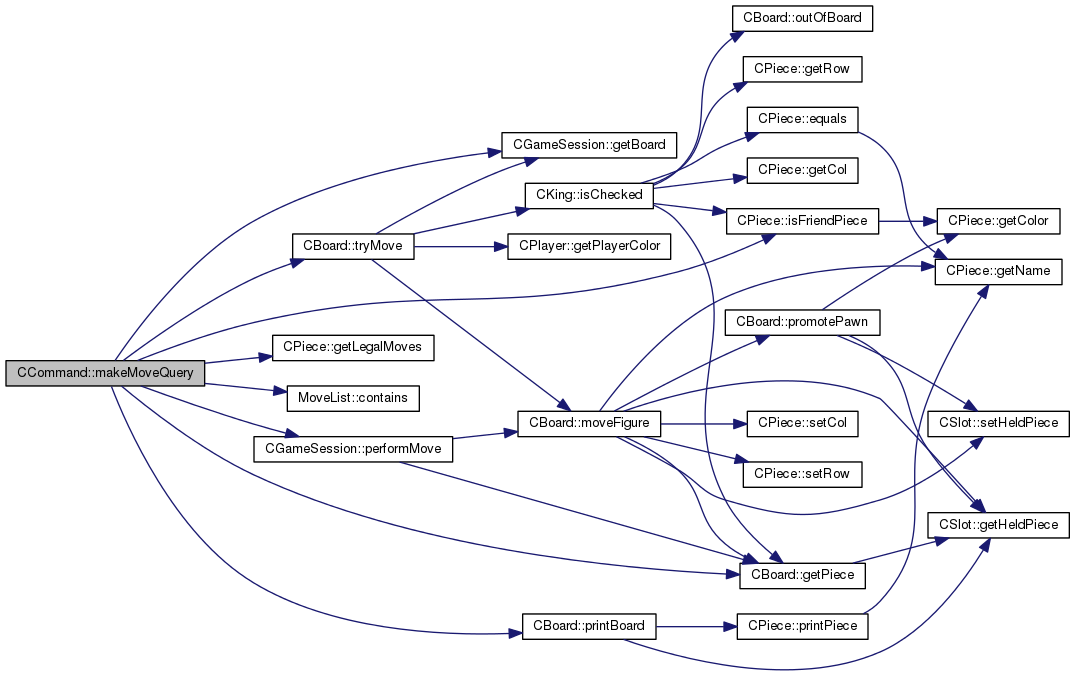 CBoard::outOfBoard
CPiece::getRow
CPiece::equals
CGameSession::getBoard
CPiece::getCol
CKing::isChecked
CPiece::isFriendPiece
CPiece::getColor
CBoard::tryMove
CPlayer::getPlayerColor
CPiece::getName
CBoard::promotePawn
CPiece::getLegalMoves
CCommand::makeMoveQuery
MoveList::contains
CBoard::moveFigure
CPiece::setCol
CSlot::setHeldPiece
CGameSession::performMove
CPiece::setRow
CSlot::getHeldPiece
CBoard::getPiece
CBoard::printBoard
CPiece::printPiece